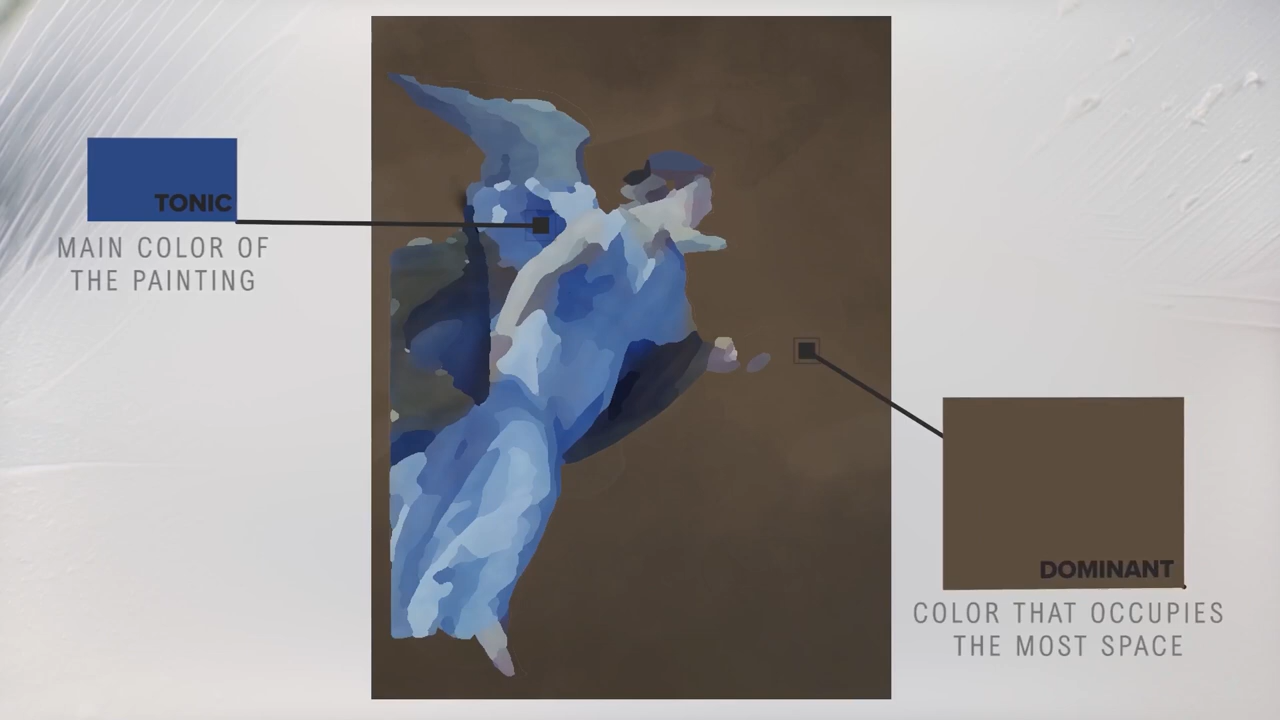 TONIC
MAIN COLOR OF
THE PAINTING
DOMINANT
COLOR THAT OCCUPIES
THE MOST SPACE